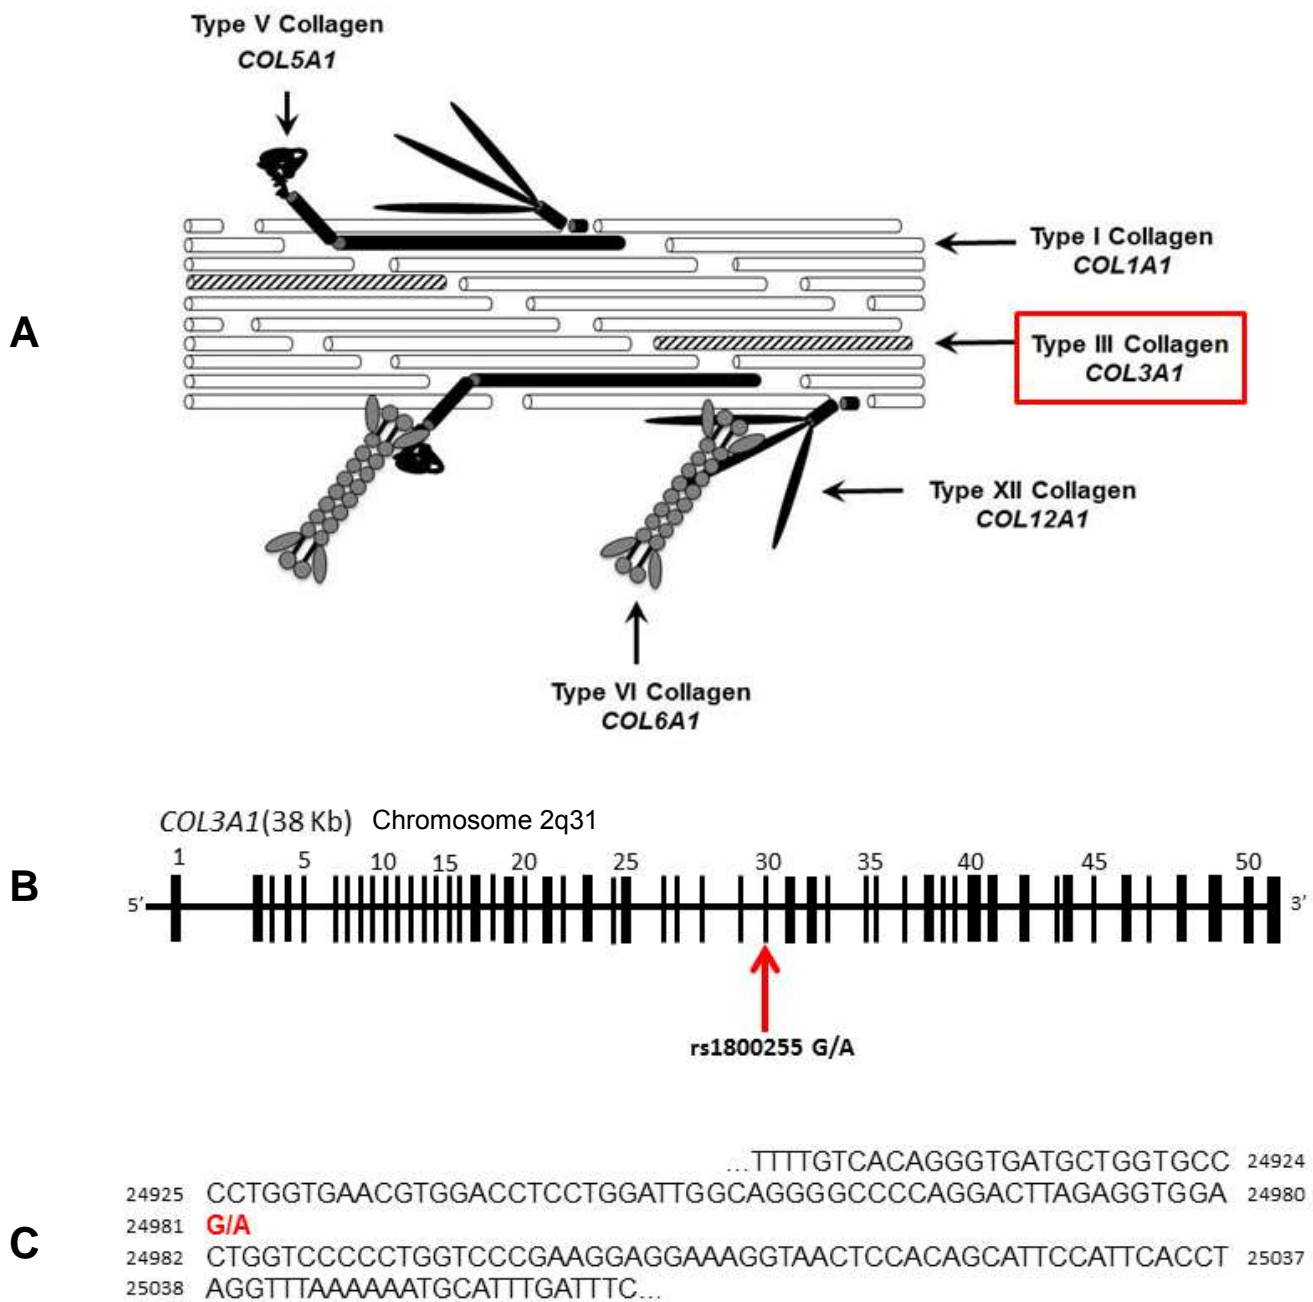 Type V Collagen
COL5A1
Type I Collagen
COL1A1
A
Type III Collagen
COL3A1
Type XII Collagen
COL12A1
Type VI Collagen
COL6A1
COL3A1(38 Kb) Chromosome 2q31
1 5 10 15 20 25 30 35 40 45 50
B
5' 3'
rs1800255 G/A
...TTTTGTCACAGGGTGATGCTGGTGCC 24924
24925 CCTGGTGAACGTGGACCTCCTGGATTGGCAGGGGCCCCAGGACTTAGAGGTGGA 24980
24981 G/A
C
24982 CTGGTCCCCCTGGTCCCGAAGGAGGAAAGGTAACTCCACAGCATTCCATTCACCT 25037
25038 AGGTTTAAAAAATGCATTTGATTTC...